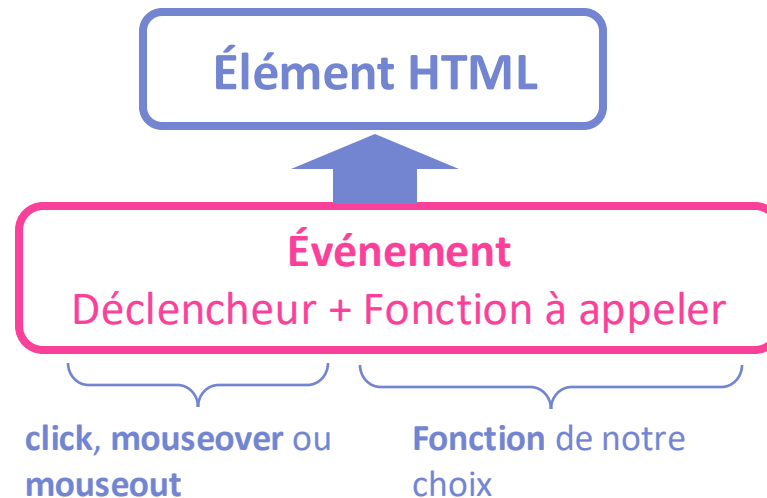 Élément HTML
Événement
Déclencheur + Fonction à appeler
click, mouseover ou
mouseout
Fonction de notre
choix